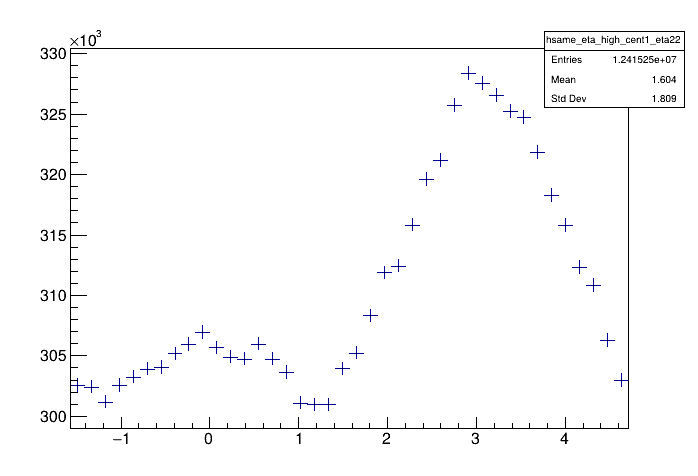 ×10³
hsame_eta_high_cent1_eta22
Entries 1.241525e+07
Mean 1.604
Std Dev 1.809
330
325
320
315
310
305
300
−1 0 1 2 3 4